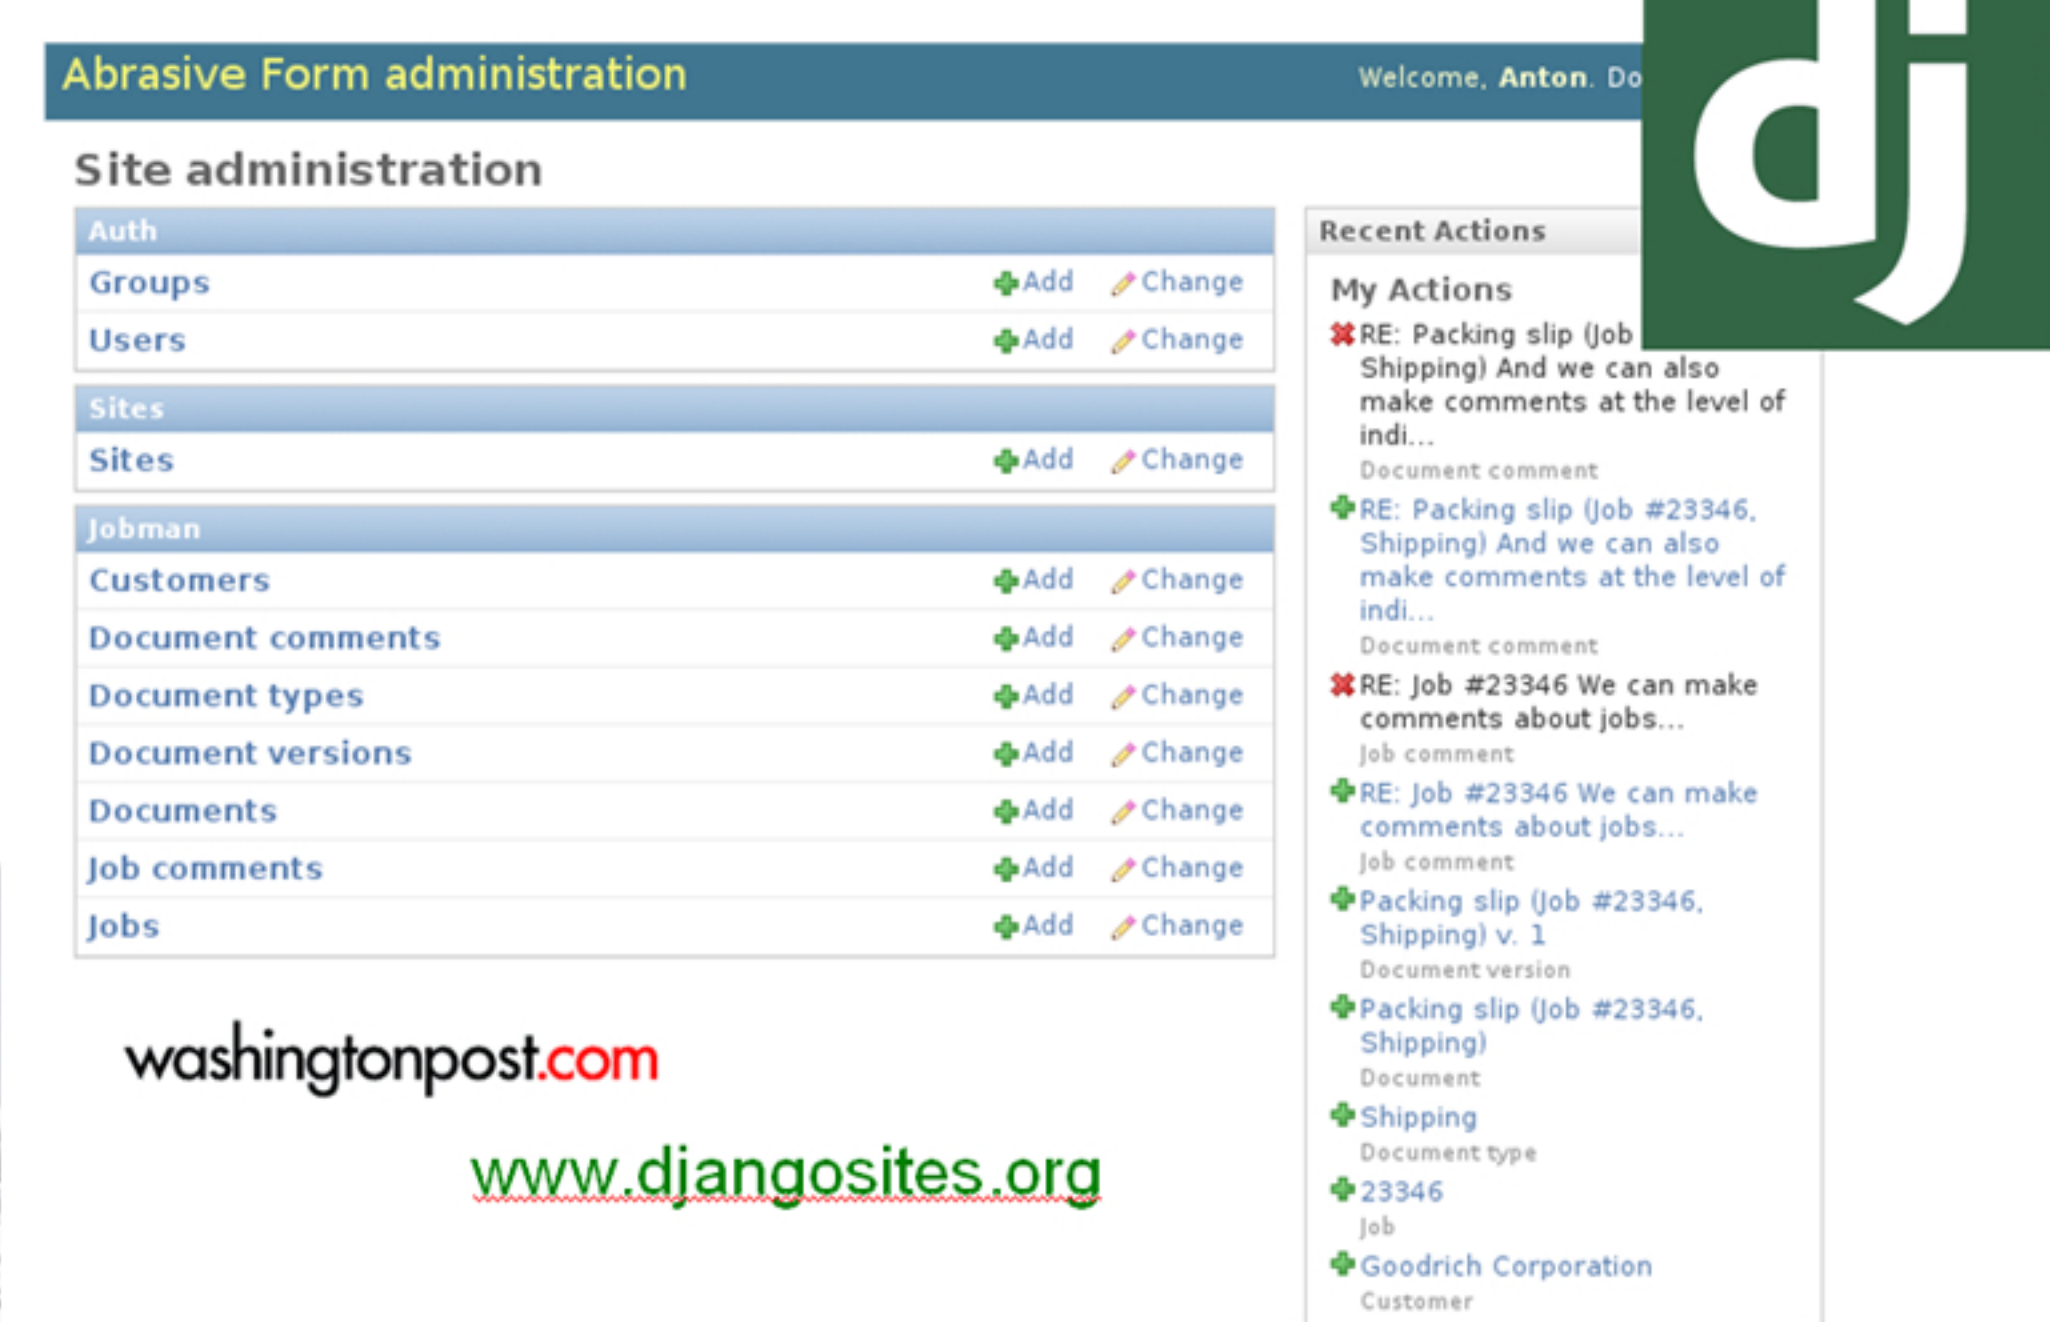 Abrasive Form administration
Welcome, Anton. Do
dj
Site administration
Auth
Groups Add Change
Users Add Change
Sites
Sites Add Change
Jobman
Customers Add Change
Document comments Add Change
Document types Add Change
Document versions Add Change
Documents Add Change
Job comments Add Change
Jobs Add Change
washingtonpost.com
www.djangosites.org
Recent Actions
My Actions
RE: Packing slip (Job
Shipping) And we can also
make comments at the level of
indi...
Document comment
RE: Packing slip (Job #23346,
Shipping) And we can also
make comments at the level of
indi...
Document comment
RE: Job #23346 We can make
comments about jobs...
Job comment
RE: Job #23346 We can make
comments about jobs...
Job comment
Packing slip (Job #23346,
Shipping) v. 1
Document version
Packing slip (Job #23346,
Shipping)
Document
Shipping
Document type
23346
Job
Goodrich Corporation
Customer